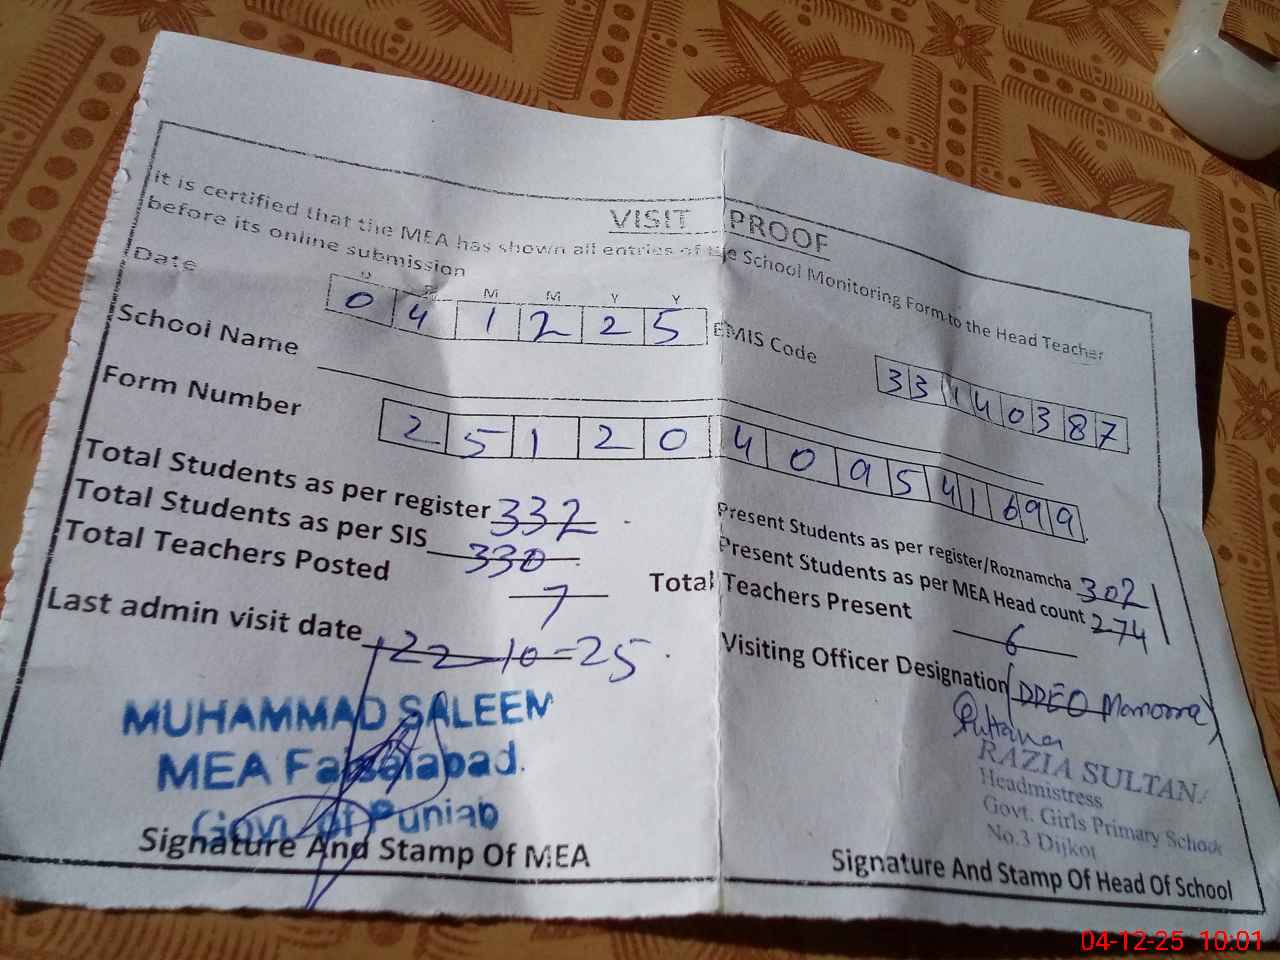 VISIT PROOF
it is certified that the MEA has shown all entries of the School Monitoring Form to the Head Teacher
before its online submission
Date D D M M Y Y
0 4 1 2 2 5 EMIS Code 3 3 1 4 0 3 8 7
School Name
Form Number 2 5 1 2 0 4 0 9 5 4 1 6 9 9
Total Students as per register 332 Present Students as per register/Roznamcha 302
Total Students as per SIS 330 Present Students as per MEA Head count 274
Total Teachers Posted 7 Total Teachers Present 6
Last admin visit date 22-10-25 Visiting Officer Designation (DDEO
MUHAMMAD SALEEM
MEA Faisalabad.
Govt. of Punjab
Signature And Stamp Of MEA
RAZIA SULTANA
Headmistress
Govt. Girls Primary School
No.3 Dijkot
Signature And Stamp Of Head Of School
04-12-25 10:01